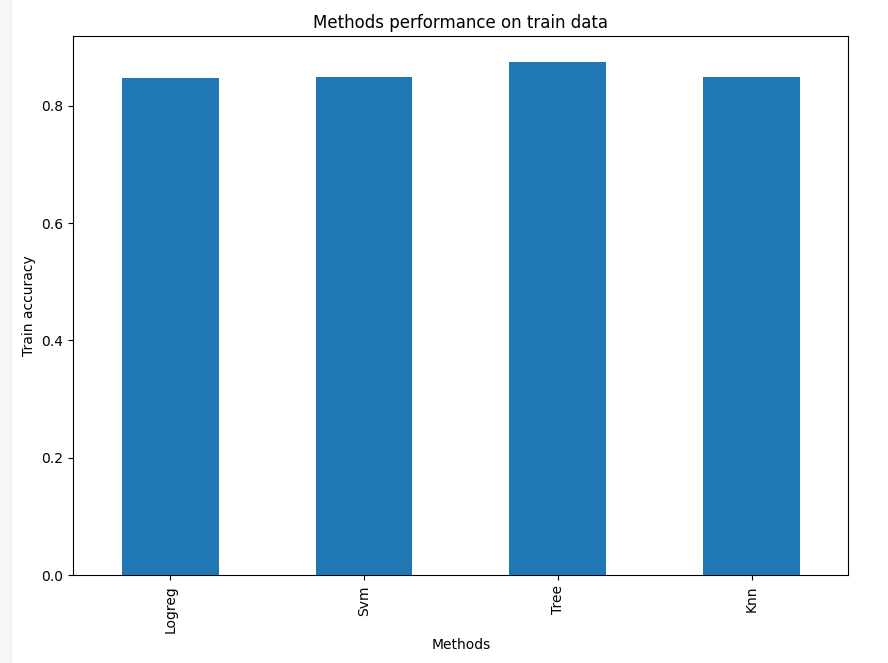 Methods performance on train data
0.8
0.6
0.4
0.2
0.0
Train accuracy
Logreg
Svm
Tree
Knn
Methods